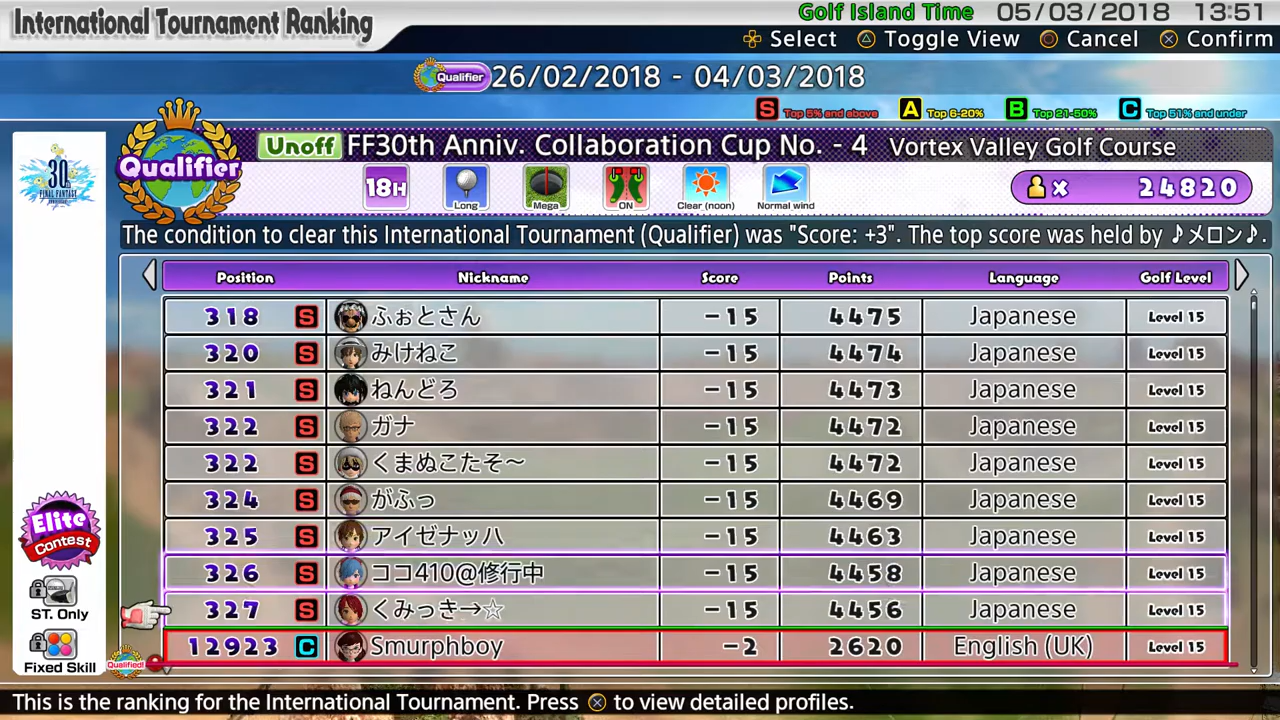 International Tournament Ranking
Golf Island Time 05/03/2018 13:51
Select Toggle View Cancel Confirm
Qualifier 26/02/2018 - 04/03/2018
S Top 5% and above A Top 6-20% B Top 21-50% C Top 51% and under
30th
FINAL FANTASY
Qualifier
Unoff FF30th Anniv. Collaboration Cup No. - 4 Vortex Valley Golf Course
18H Long Mega ON Clear (noon) Normal wind x 24820
The condition to clear this International Tournament (Qualifier) was "Score: +3". The top score was held by ♪メロン♪.
Position Nickname Score Points Language Golf Level
318 S ふぉとさん -15 4475 Japanese Level 15
320 S みけねこ -15 4474 Japanese Level 15
321 S ねんどろ -15 4473 Japanese Level 15
322 S ガナ -15 4472 Japanese Level 15
322 S くまぬこたそ～ -15 4472 Japanese Level 15
324 S がふっ -15 4469 Japanese Level 15
325 S アイゼナッハ -15 4463 Japanese Level 15
326 S ココ410@修行中 -15 4458 Japanese Level 15
327 S くみっき→☆ -15 4456 Japanese Level 15
12923 C Smurphboy -2 2620 English (UK) Level 15
Elite
Contest
ST. Only
Fixed Skill
Qualified!
This is the ranking for the International Tournament. Press ⊗ to view detailed profiles.